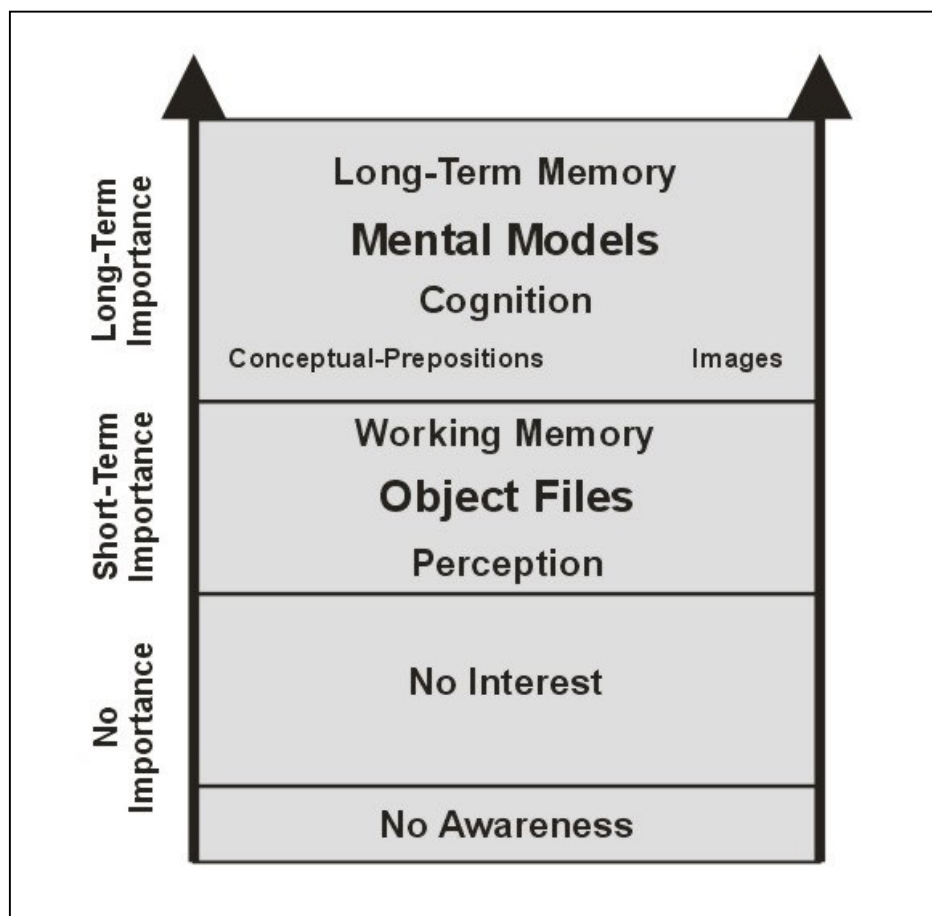 Long-Term Memory
Mental Models
Cognition
Conceptual-Prepositions Images
Long-Term
Importance
Working Memory
Object Files
Perception
Short-Term
Importance
No Interest
No Awareness
No
Importance